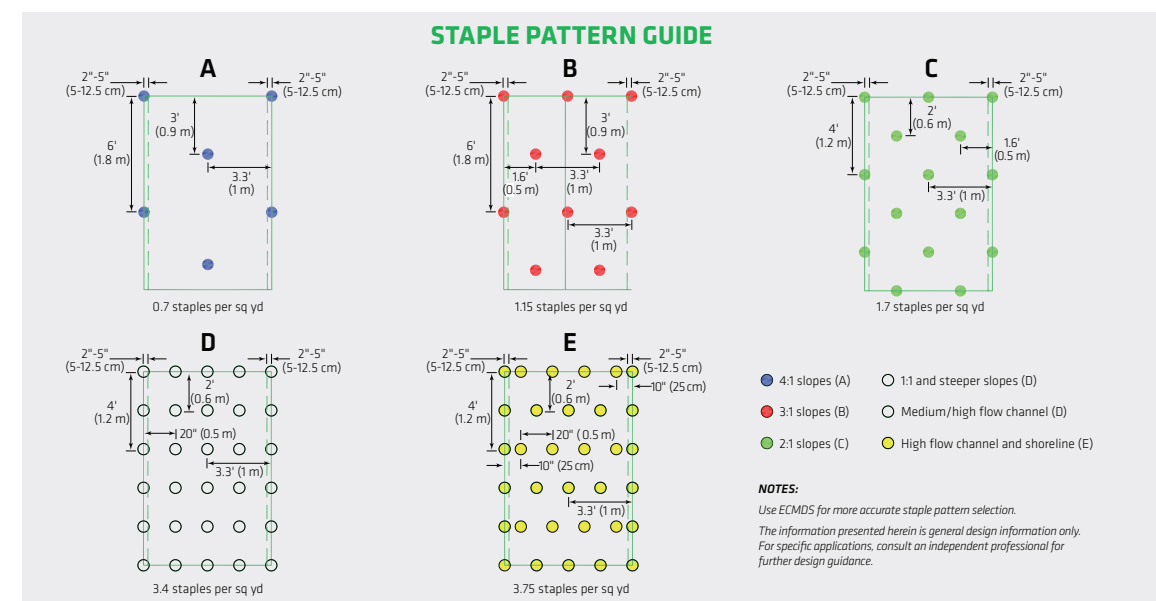 STAPLE PATTERN GUIDE
A
2"-5"
(5-12.5 cm)
2"-5"
(5-12.5 cm)
3'
(0.9 m)
6'
(1.8 m)
3.3'
(1 m)
0.7 staples per sq yd
B
2"-5"
(5-12.5 cm)
2"-5"
(5-12.5 cm)
3'
(0.9 m)
6'
(1.8 m)
1.6'
(0.5 m)
3.3'
(1 m)
3.3'
(1 m)
1.15 staples per sq yd
C
2"-5"
(5-12.5 cm)
2"-5"
(5-12.5 cm)
2'
(0.6 m)
4'
(1.2 m)
1.6'
(0.5 m)
3.3' (1 m)
1.7 staples per sq yd
D
2"-5"
(5-12.5 cm)
2"-5"
(5-12.5 cm)
2'
(0.6 m)
4'
(1.2 m)
20" (0.5 m)
3.3' (1 m)
3.4 staples per sq yd
E
2"-5"
(5-12.5 cm)
2"-5"
(5-12.5 cm)
10" (25 cm)
2'
(0.6 m)
4'
(1.2 m)
20" ( 0.5 m)
10" (25 cm)
3.3' (1 m)
3.75 staples per sq yd
4:1 slopes (A)
3:1 slopes (B)
2:1 slopes (C)
1:1 and steeper slopes (D)
Medium/high flow channel (D)
High flow channel and shoreline (E)
NOTES:
Use ECMDS for more accurate staple pattern selection.
The information presented herein is general design information only.
For specific applications, consult an independent professional for
further design guidance.